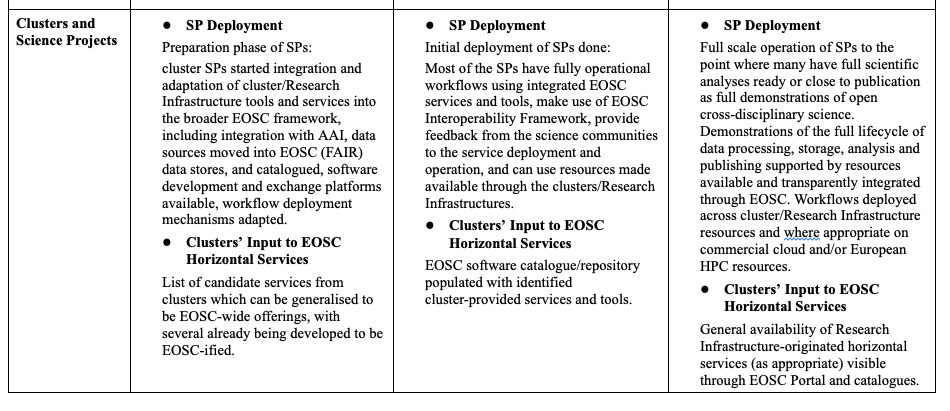 Clusters and
Science Projects
● SP Deployment
Preparation phase of SPs:
cluster SPs started integration and
adaptation of cluster/Research
Infrastructure tools and services into
the broader EOSC framework,
including integration with AAI, data
sources moved into EOSC (FAIR)
data stores, and catalogued, software
development and exchange platforms
available, workflow deployment
mechanisms adapted.
● Clusters’ Input to EOSC
Horizontal Services
List of candidate services from
clusters which can be generalised to
be EOSC-wide offerings, with
several already being developed to be
EOSC-ified.
● SP Deployment
Initial deployment of SPs done:
Most of the SPs have fully operational
workflows using integrated EOSC
services and tools, make use of EOSC
Interoperability Framework, provide
feedback from the science communities
to the service deployment and
operation, and can use resources made
available through the clusters/Research
Infrastructures.
● Clusters’ Input to EOSC
Horizontal Services
EOSC software catalogue/repository
populated with identified
cluster-provided services and tools.
● SP Deployment
Full scale operation of SPs to the
point where many have full scientific
analyses ready or close to publication
as full demonstrations of open
cross-disciplinary science.
Demonstrations of the full lifecycle of
data processing, storage, analysis and
publishing supported by resources
available and transparently integrated
through EOSC. Workflows deployed
across cluster/Research Infrastructure
resources and where appropriate on
commercial cloud and/or European
HPC resources.
● Clusters’ Input to EOSC
Horizontal Services
General availability of Research
Infrastructure-originated horizontal
services (as appropriate) visible
through EOSC Portal and catalogues.